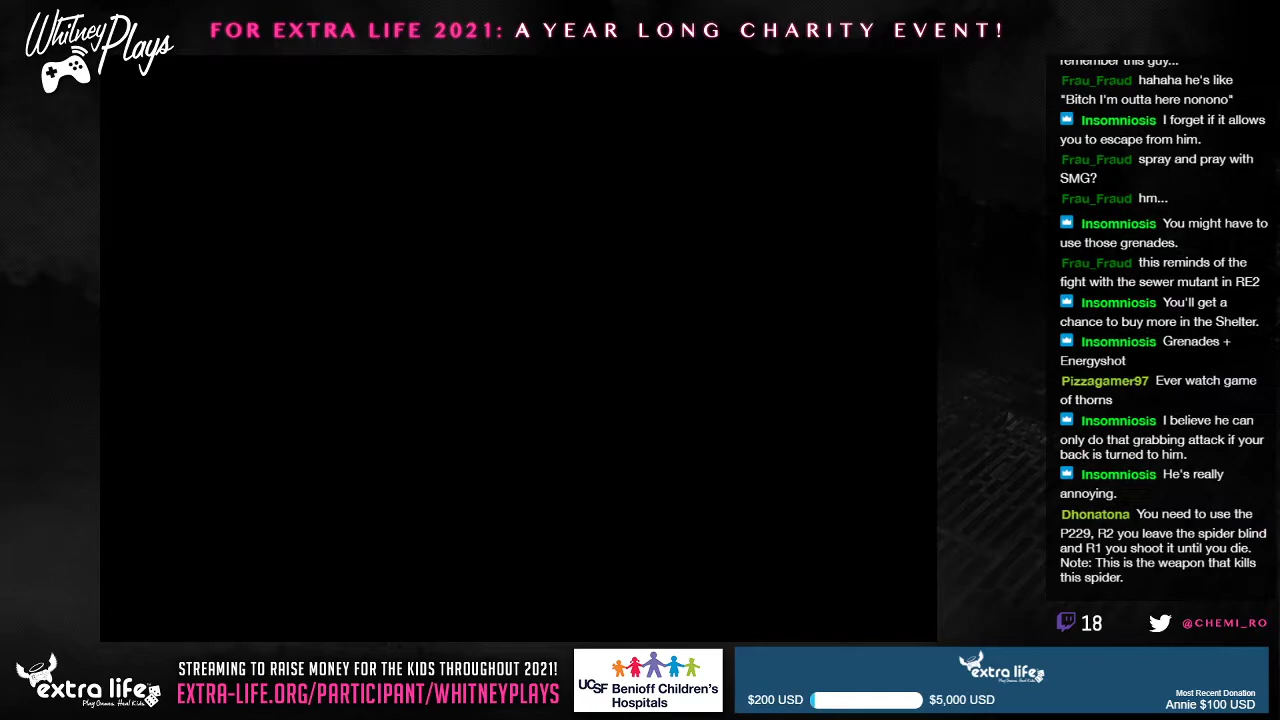 Whitney Plays
FOR EXTRA LIFE 2021: A YEAR LONG CHARITY EVENT!
remember this guy...
Frau_Fraud hahaha he's like
"Bitch I'm outta here nonono"
Insomniosis I forget if it allows
you to escape from him.
Frau_Fraud spray and pray with
SMG?
Frau_Fraud hm...
Insomniosis You might have to
use those grenades.
Frau_Fraud this reminds of the
fight with the sewer mutant in RE2
Insomniosis You'll get a
chance to buy more in the Shelter.
Insomniosis Grenades +
Energyshot
Pizzagamer97 Ever watch game
of thorns
Insomniosis I believe he can
only do that grabbing attack if your
back is turned to him.
Insomniosis He's really
annoying.
Dhonatona You need to use the
P229, R2 you leave the spider blind
and R1 you shoot it until you die.
Note: This is the weapon that kills
this spider.
18
@CHEMI_RO
extra life
Play Games. Heal Kids.
STREAMING TO RAISE MONEY FOR THE KIDS THROUGHOUT 2021!
EXTRA-LIFE.ORG/PARTICIPANT/WHITNEYPLAYS
UCSF Benioff Children's
Hospitals
extra life
Play Games. Heal Kids.
$200 USD
$5,000 USD
Most Recent Donation
Annie $100 USD